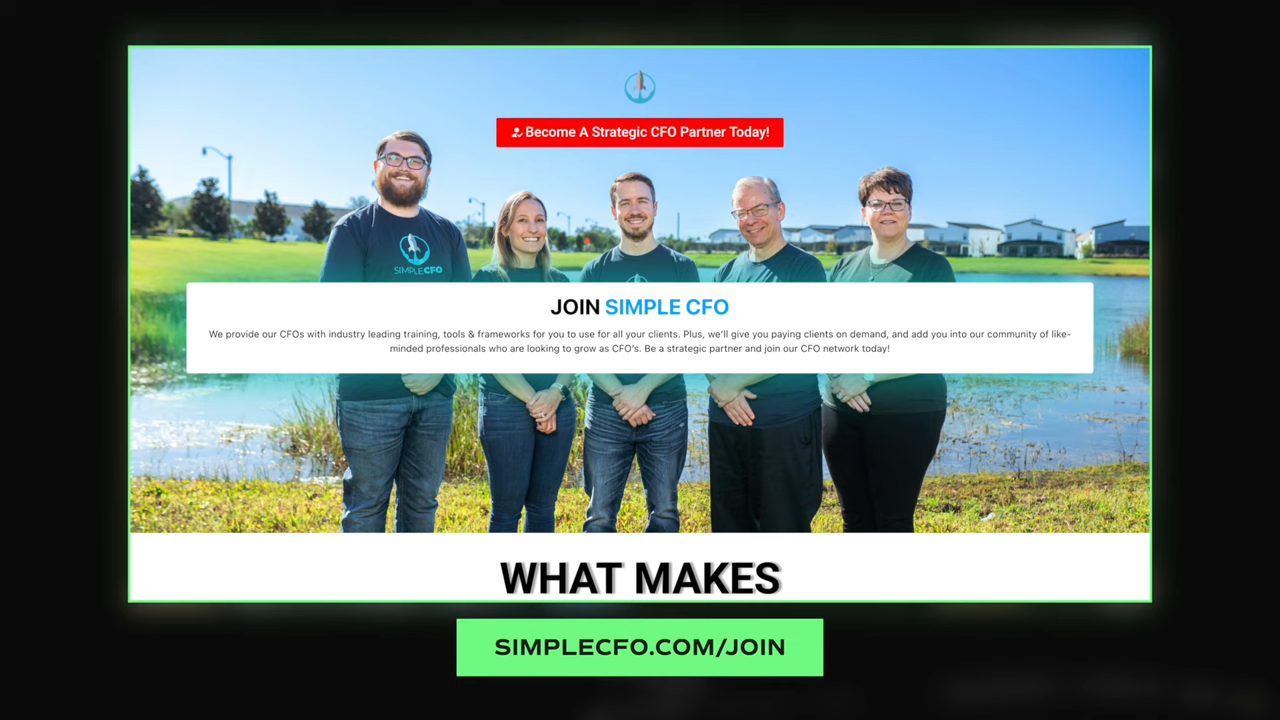 Become A Strategic CFO Partner Today!
SIMPLECFO
JOIN SIMPLE CFO
We provide our CFOs with industry leading training, tools & frameworks for you to use for all your clients. Plus, we'll give you paying clients on demand, and add you into our community of like-
minded professionals who are looking to grow as CFO's. Be a strategic partner and join our CFO network today!
WHAT MAKES
SIMPLECFO.COM/JOIN